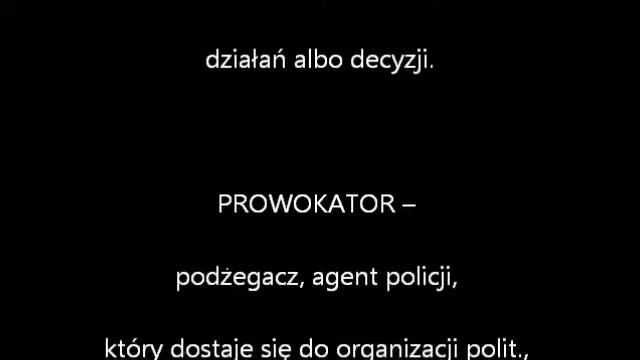 działań albo decyzji.
PROWOKATOR –
podżegacz, agent policji,
który dostaje się do organizacji polit.,